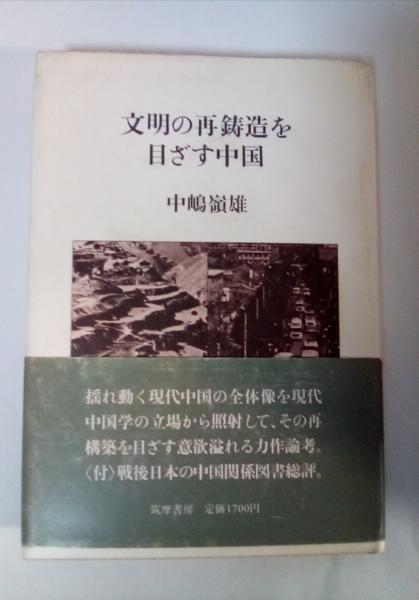 文明の再鋳造を
目ざす中国
中嶋嶺雄
揺れ動く現代中国の全体像を現代
中国学の立場から照射して、その再
構築を目ざす意欲溢れる力作論考。
〈付〉戦後日本の中国関係図書総評。
筑摩書房 定価1700円